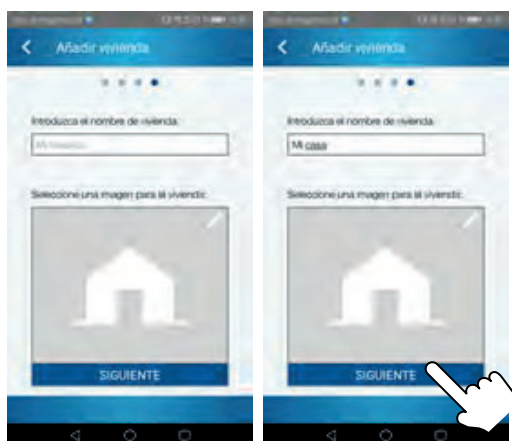 Añadir vivienda
Introduzca el nombre de vivienda:
Seleccione una imagen para la vivienda:
SIGUIENTE
Añadir vivienda
Introduzca el nombre de vivienda:
Mi casa
Seleccione una imagen para la vivienda:
SIGUIENTE